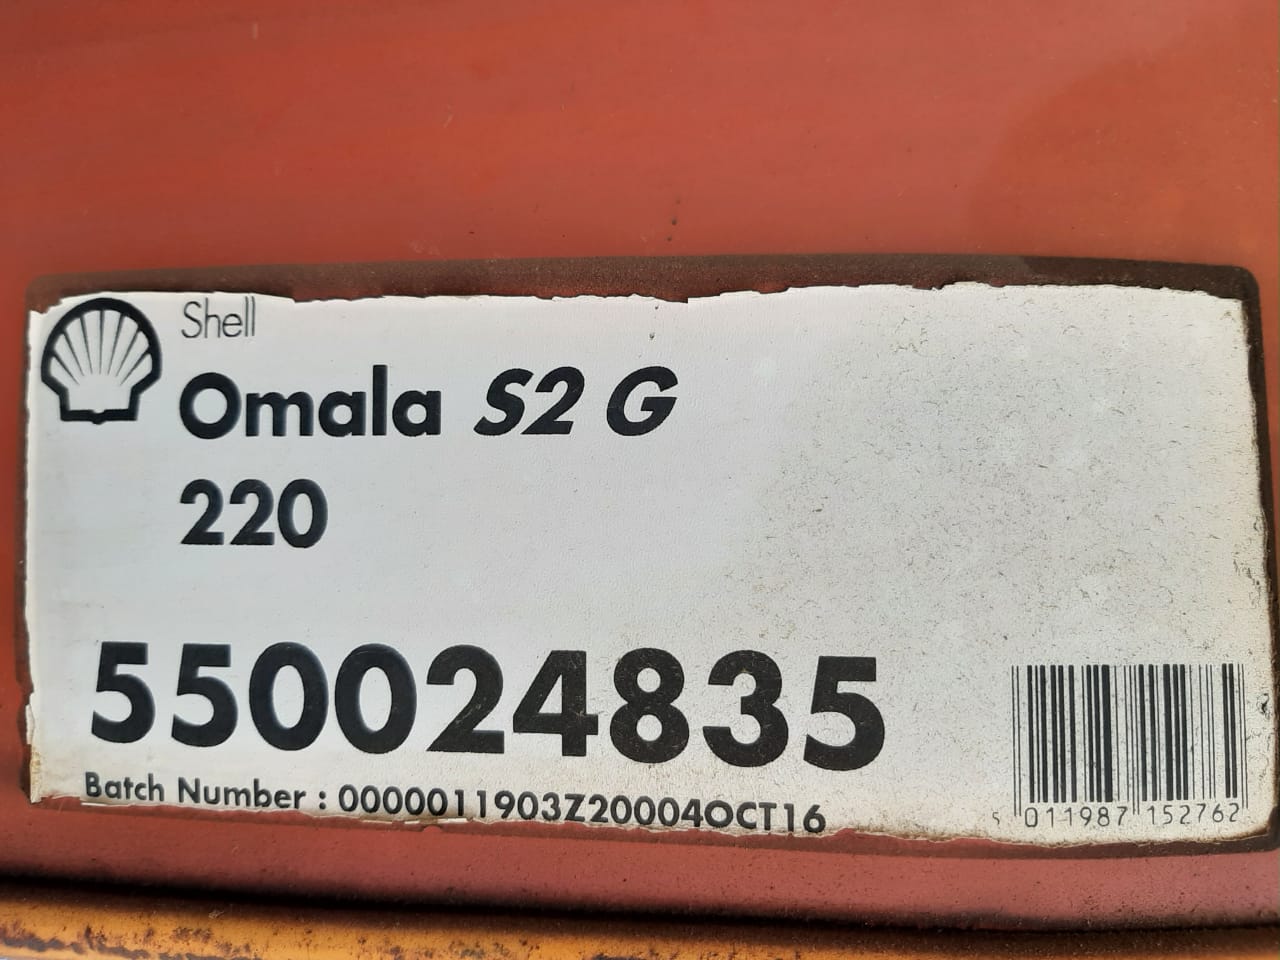 Shell
Omala S2 G
220
550024835
Batch Number : 0000011903Z20004OCT16
5 011987 152762